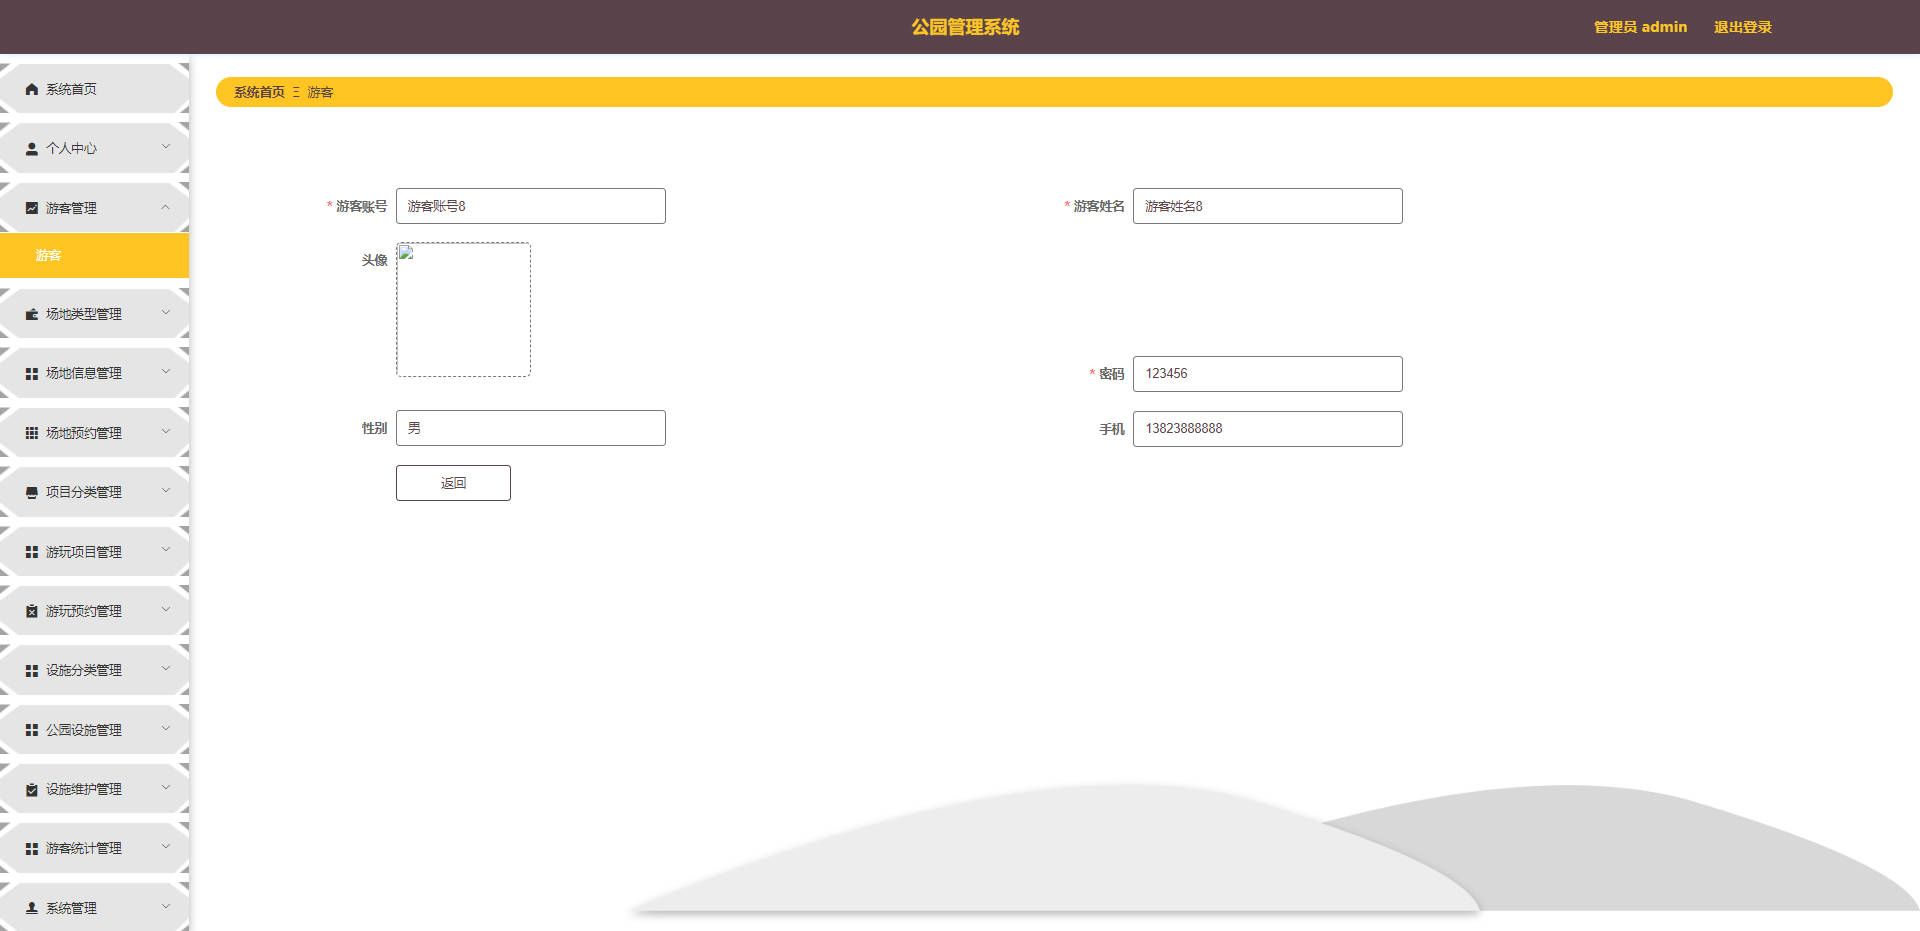 公园管理系统
管理员 admin 退出登录
系统首页
个人中心
游客管理
游客
场地类型管理
场地信息管理
场地预约管理
项目分类管理
游玩项目管理
游玩预约管理
设施分类管理
公园设施管理
设施维护管理
游客统计管理
系统管理
系统首页 Ξ 游客
* 游客账号 游客账号8
* 游客姓名 游客姓名8
头像
* 密码 123456
性别 男
手机 13823888888
返回